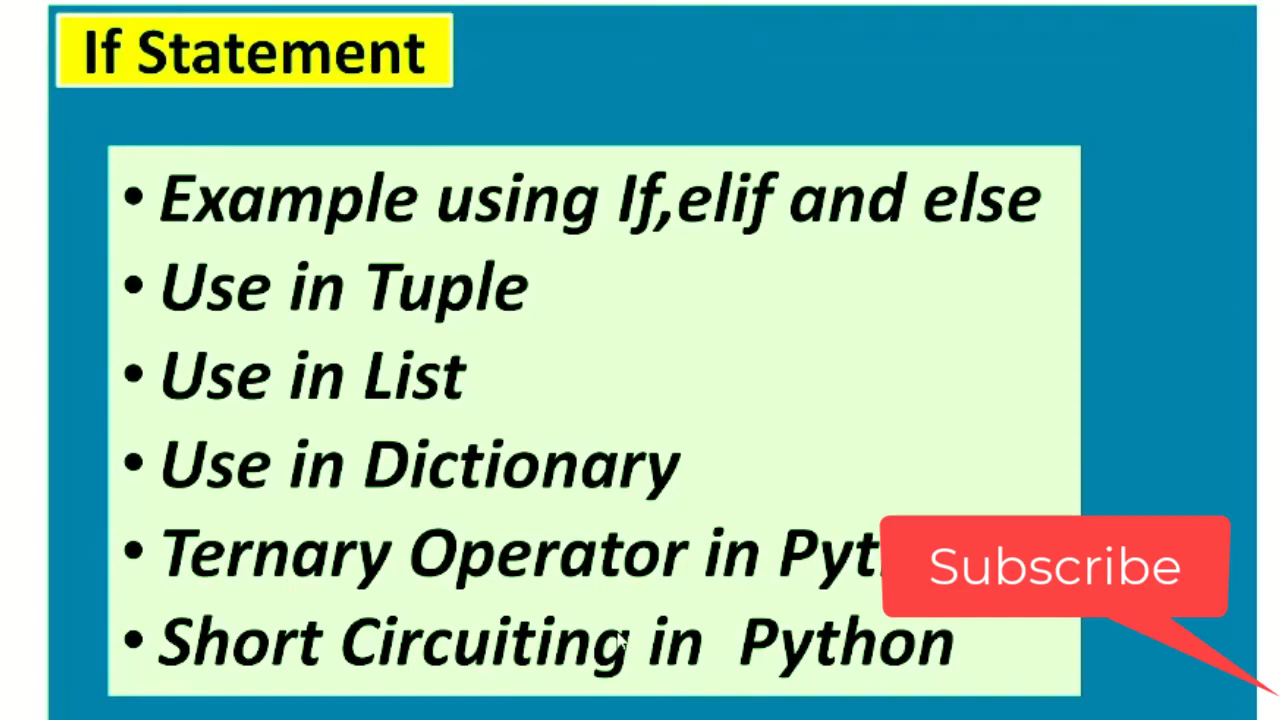 If Statement
• Example using If,elif and else
• Use in Tuple
• Use in List
• Use in Dictionary
• Ternary Operator in
Subscribe
• Short Circuiting in Python